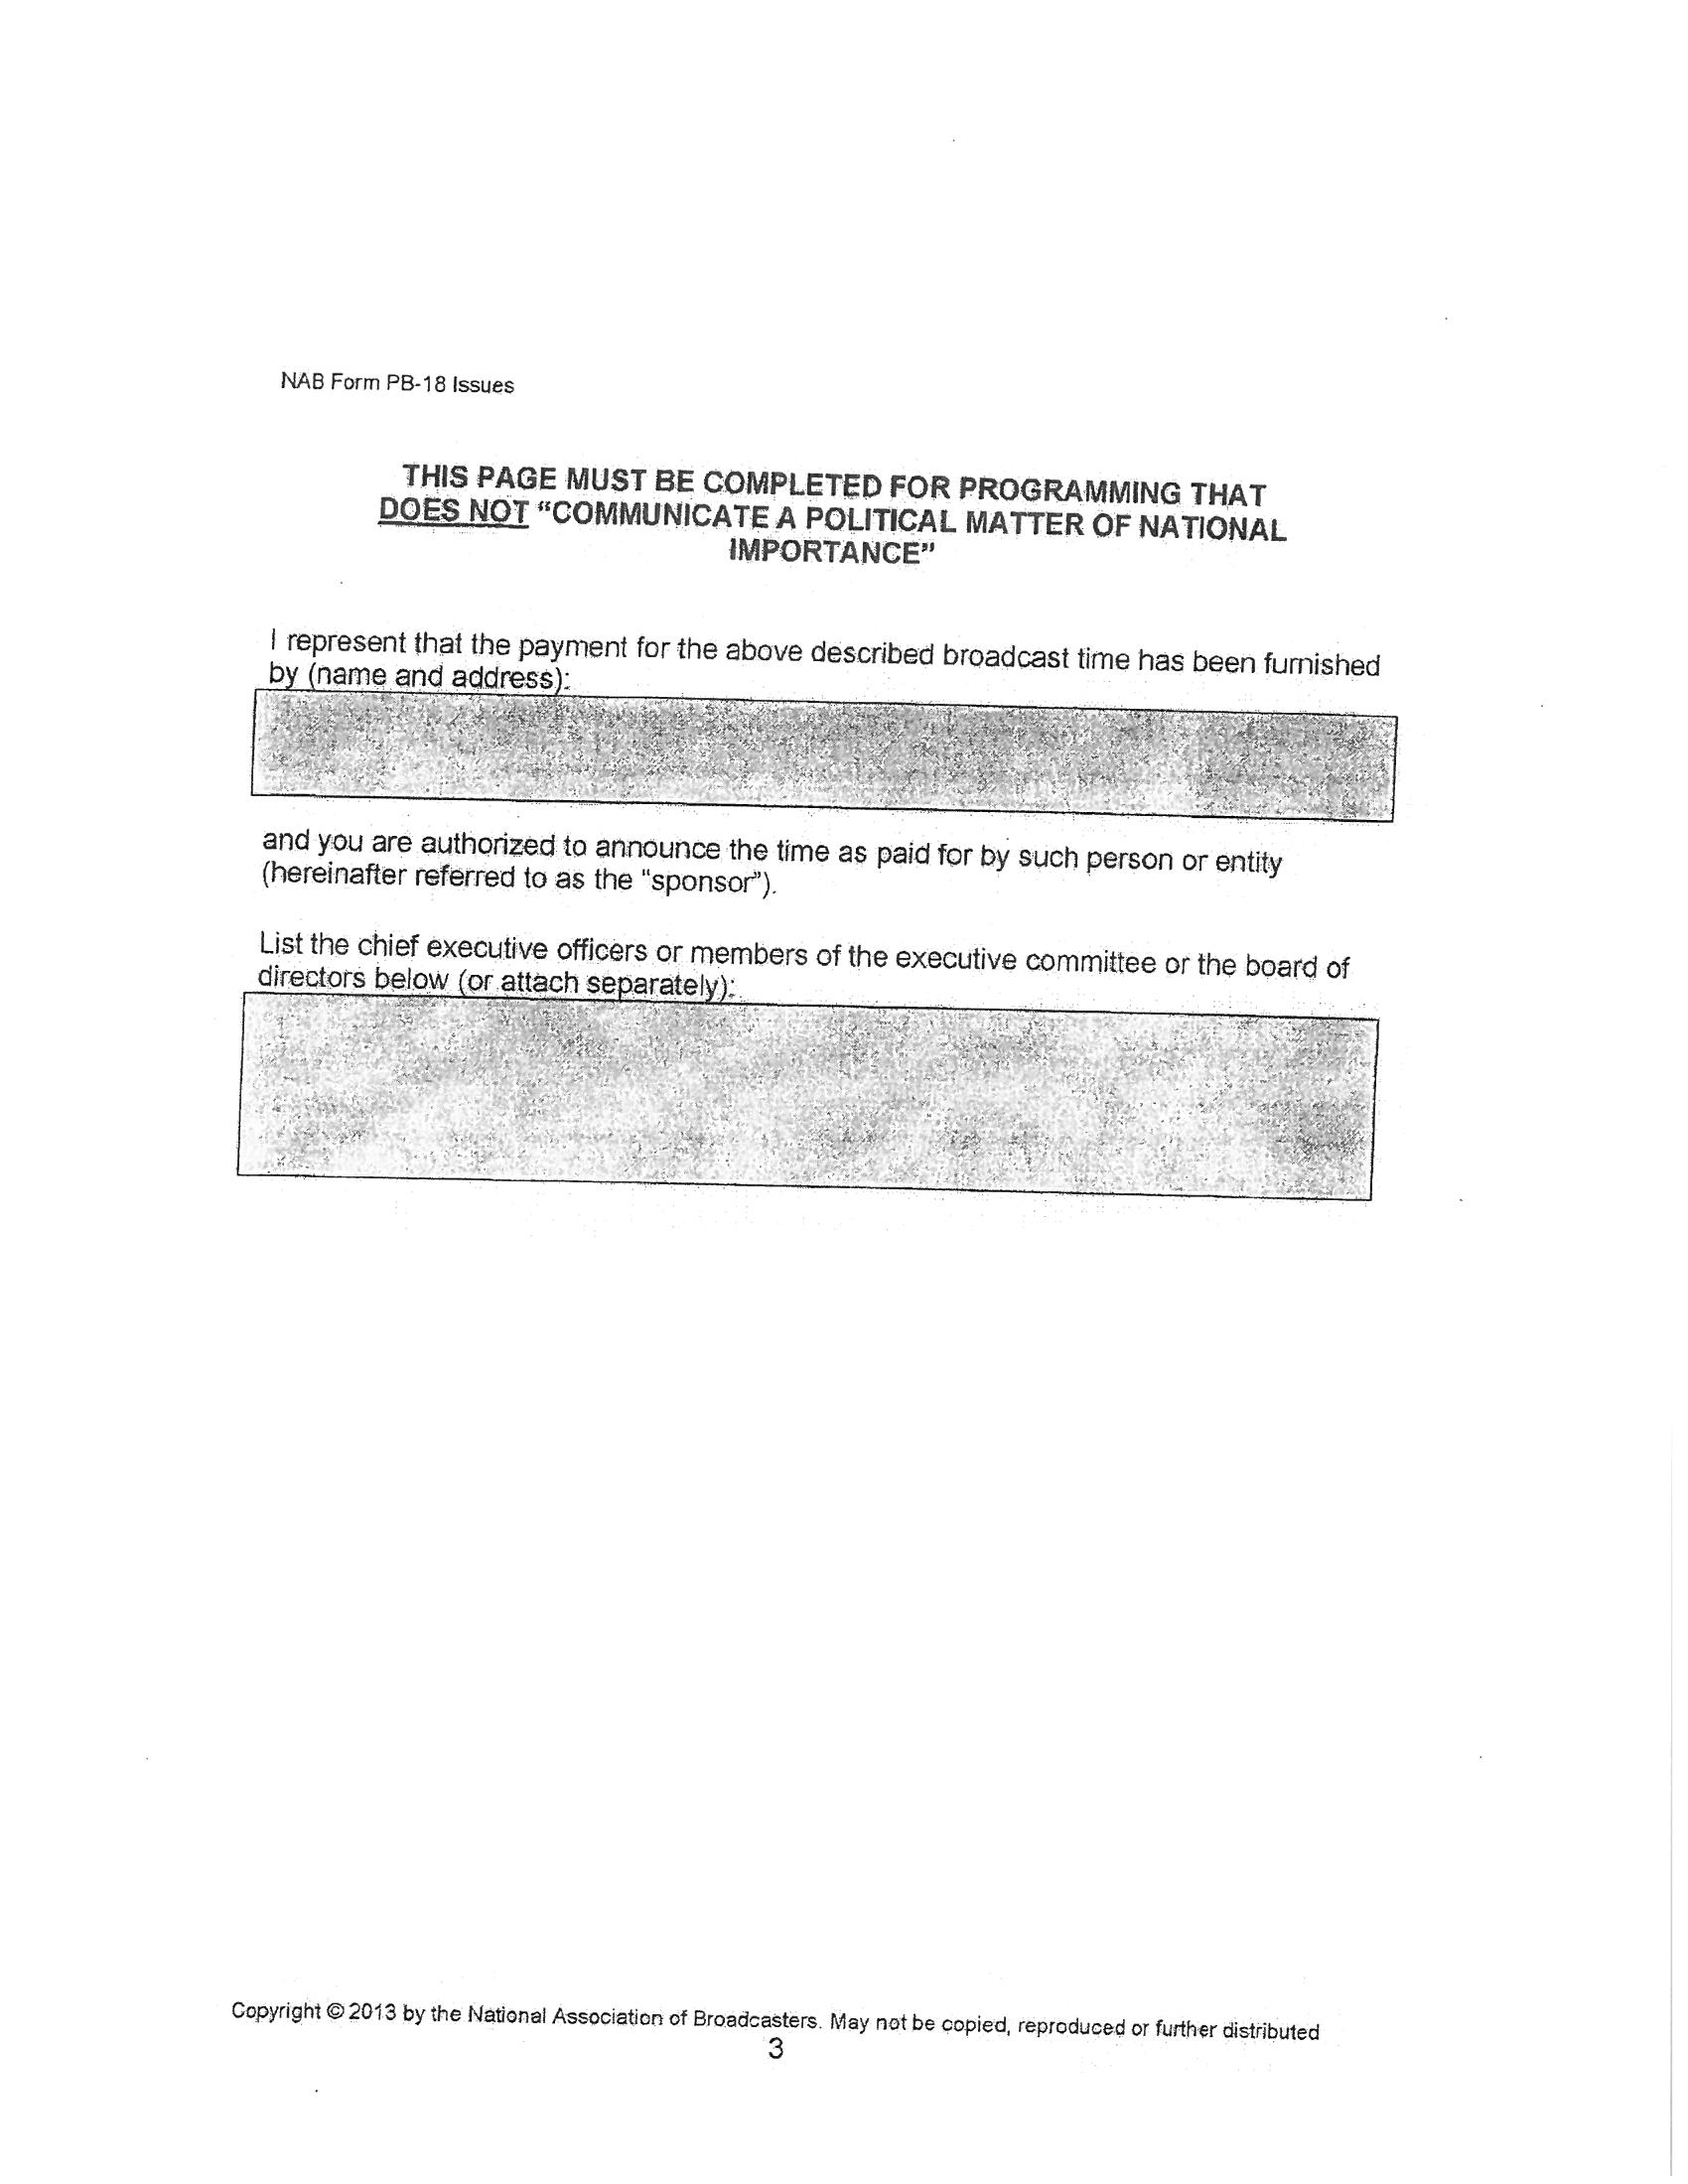 NAB Form PB-18 Issues
THIS PAGE MUST BE COMPLETED FOR PROGRAMMING THAT
DOES NOT “COMMUNICATE A POLITICAL MATTER OF NATIONAL
IMPORTANCE”
I represent that the payment for the above described broadcast time has been furnished
by (name and address):
and you are authorized to announce the time as paid for by such person or entity
(hereinafter referred to as the "sponsor").
List the chief executive officers or members of the executive committee or the board of
directors below (or attach separately):
Copyright © 2013 by the National Association of Broadcasters. May not be copied, reproduced or further distributed
3